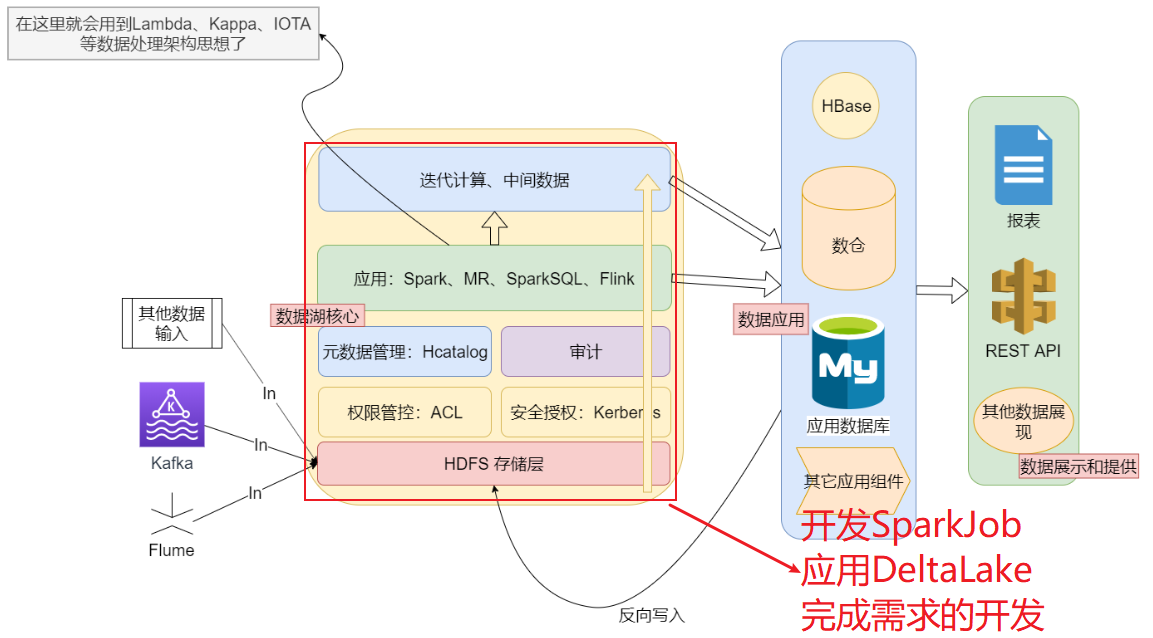 在这里就会用到Lambda、Kappa、IOTA
等数据处理架构思想了
迭代计算、中间数据
应用：Spark、MR、SparkSQL、Flink
数据湖核心
元数据管理：Hcatalog
审计
权限管控：ACL
安全授权：Kerberos
HDFS 存储层
其他数据
输入
In
Kafka
In
In
Flume
HBase
数仓
数据应用
My
应用数据库
其它应用组件
反向写入
报表
REST API
其他数据展
现
数据展示和提供
开发SparkJob
应用DeltaLake
完成需求的开发
K